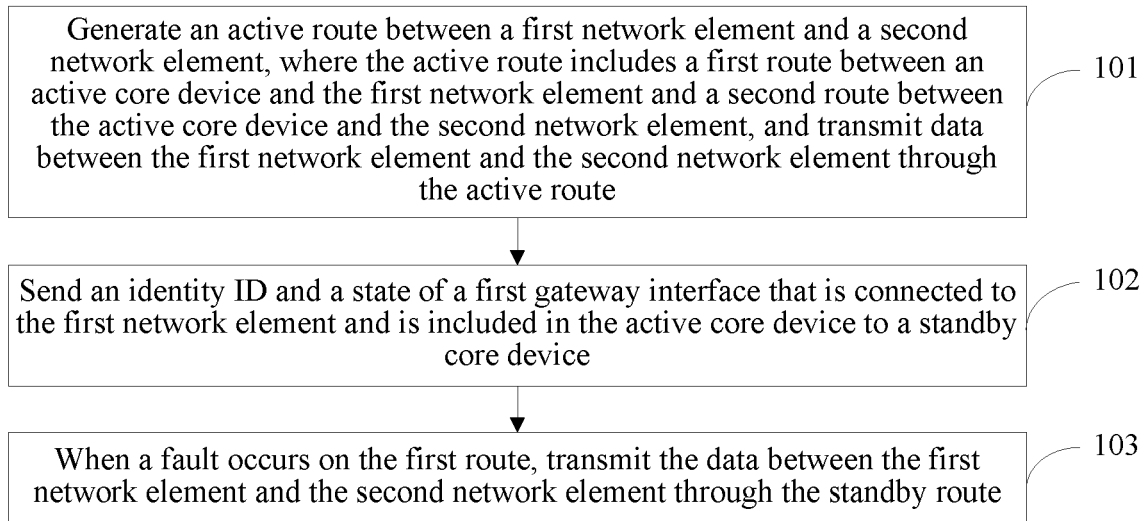 Generate an active route between a first network element and a second
network element, where the active route includes a first route between an
active core device and the first network element and a second route between
the active core device and the second network element, and transmit data
between the first network element and the second network element through
the active route
101
Send an identity ID and a state of a first gateway interface that is connected to
the first network element and is included in the active core device to a standby
core device
102
When a fault occurs on the first route, transmit the data between the first
network element and the second network element through the standby route
103